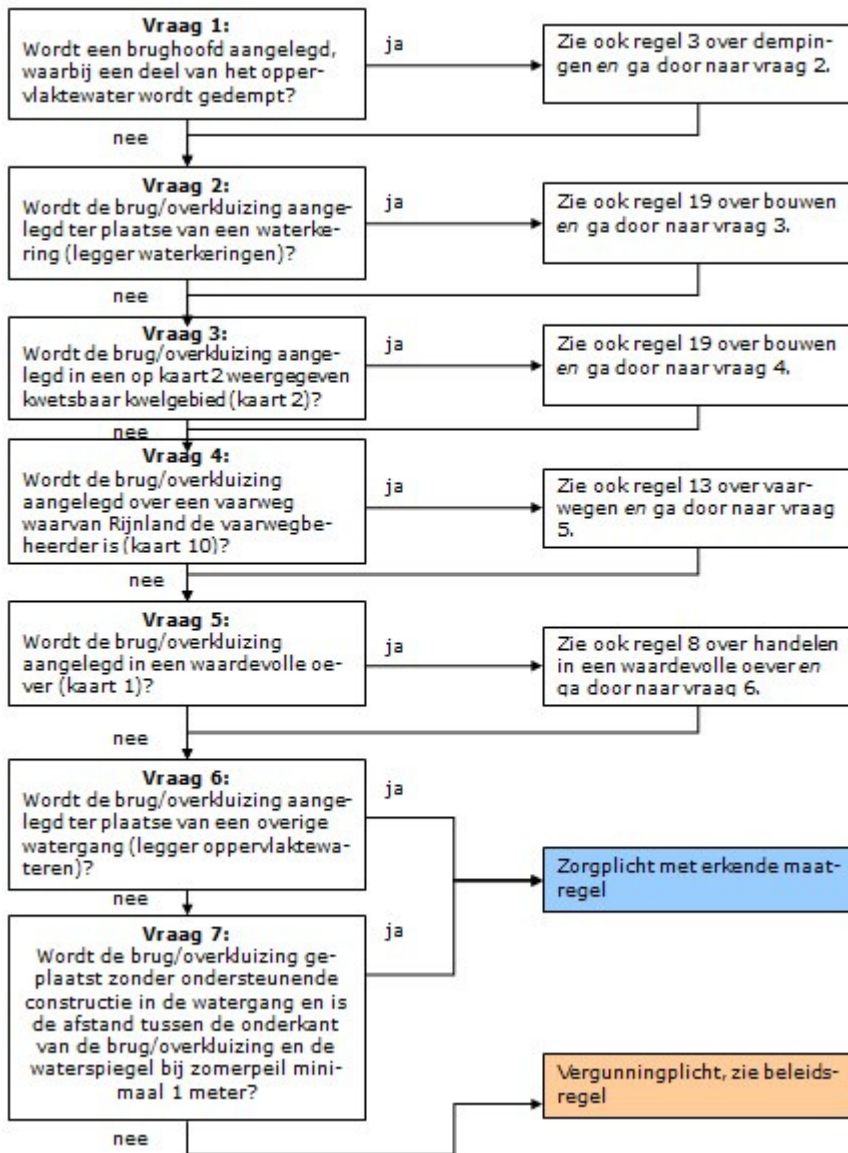 Vraag 1:
Wordt een brughoofd aangelegd,
waarbij een deel van het opper-
vlaktewater wordt gedempt?
ja
Zie ook regel 3 over dempin-
gen en ga door naar vraag 2.
nee
Vraag 2:
Wordt de brug/overkluizing aange-
legd ter plaatse van een waterke-
ring (legger waterkeringen)?
ja
Zie ook regel 19 over bouwen
en ga door naar vraag 3.
nee
Vraag 3:
Wordt de brug/overkluizing aange-
legd in een op kaart 2 weergegeven
kwetsbaar kwelgebied (kaart 2)?
ja
Zie ook regel 19 over bouwen
en ga door naar vraag 4.
nee
Vraag 4:
Wordt de brug/overkluizing
aangelegd over een vaarweg
waarvan Rijnland de vaarwegbe-
heerder is (kaart 10)?
ja
Zie ook regel 13 over vaar-
wegen en ga door naar vraag
5.
nee
Vraag 5:
Wordt de brug/overkluizing
aangelegd in een waardevolle oe-
ver (kaart 1)?
ja
Zie ook regel 8 over handelen
in een waardevolle oever en
ga door naar vraag 6.
nee
Vraag 6:
Wordt de brug/overkluizing aange-
legd ter plaatse van een overige
watergang (legger oppervlaktewa-
teren)?
ja
Zorgplicht met erkende maat-
regel
nee
Vraag 7:
Wordt de brug/overkluizing ge-
plaatst zonder ondersteunende
constructie in de watergang en is
de afstand tussen de onderkant
van de brug/overkluizing en de
waterspiegel bij zomerpeil mini-
maal 1 meter?
ja
Vergunningplicht, zie beleids-
regel
nee